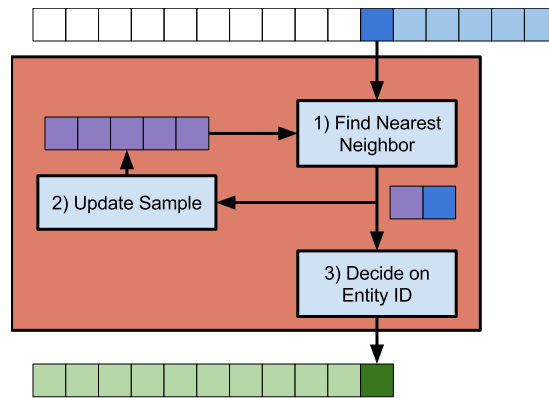 1) Find Nearest
Neighbor
2) Update Sample
3) Decide on
Entity ID